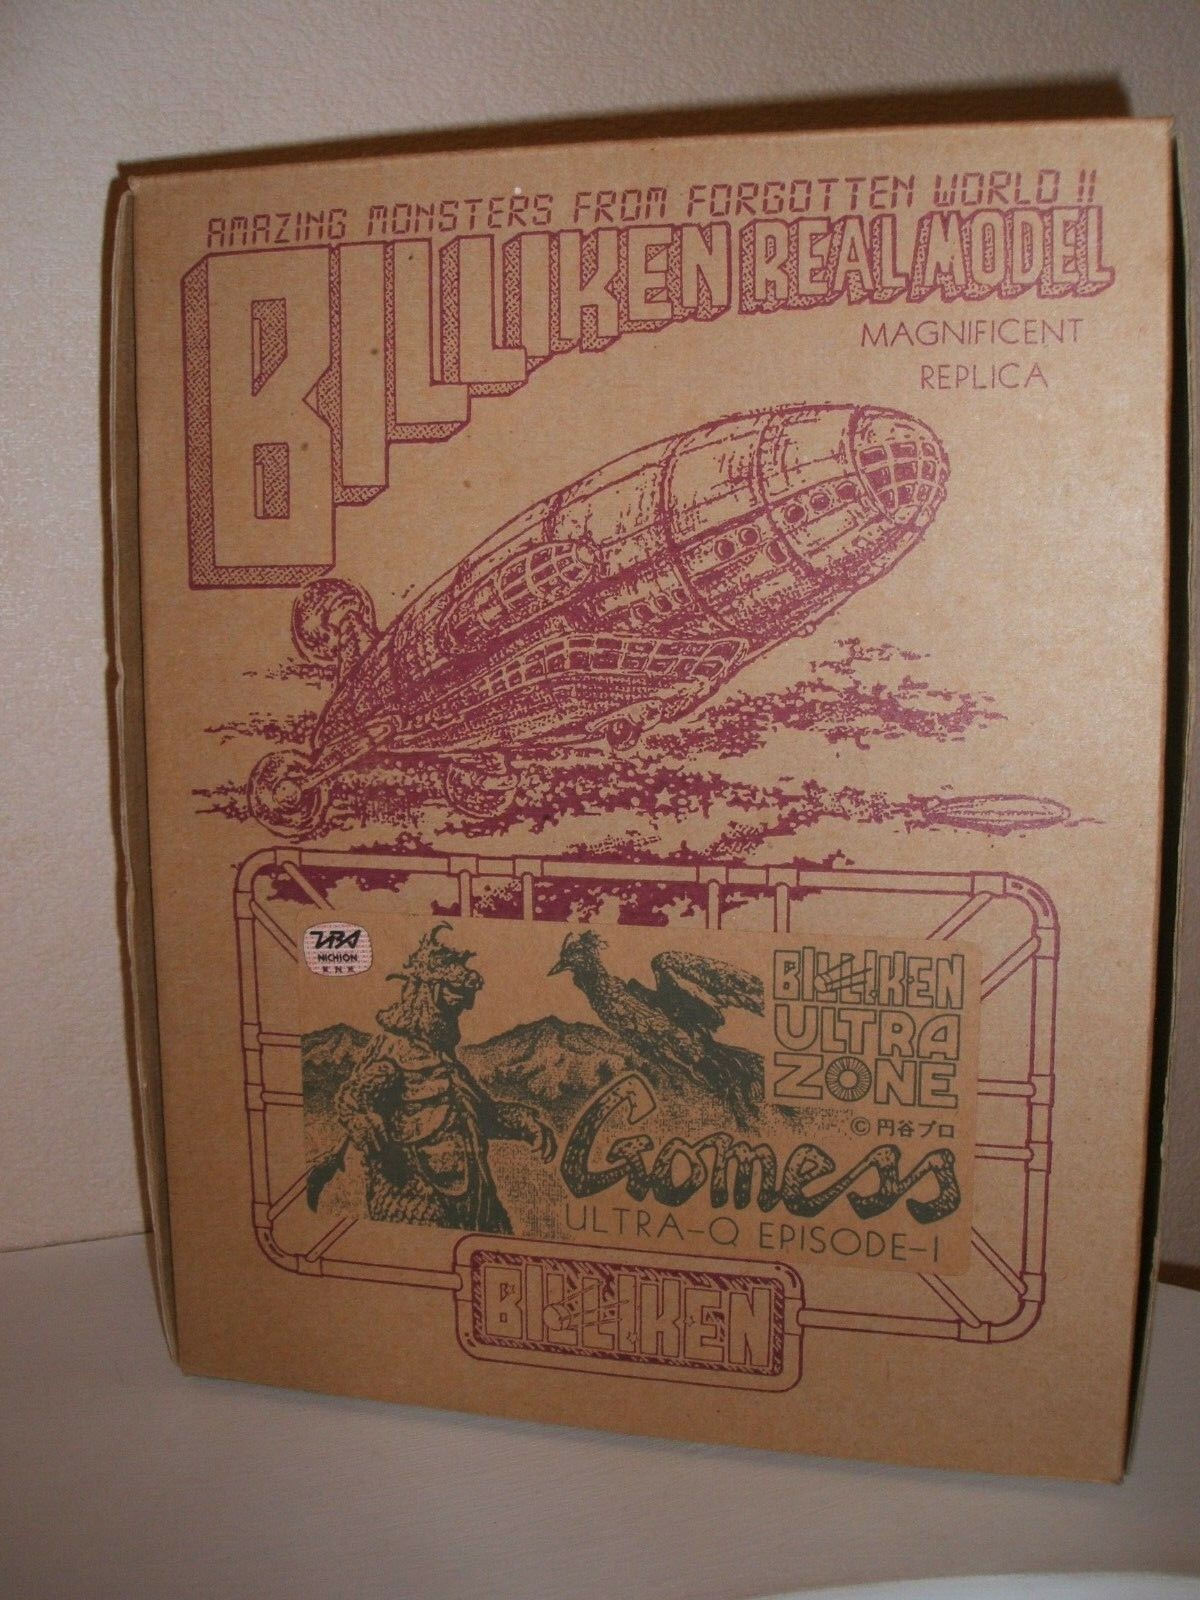 AMAZING MONSTERS FROM FORGOTTEN WORLD !!
BILLIKEN REAL MODEL
MAGNIFICENT
REPLICA
NICHION
BILLIKEN
ULTRA
ZONE
© 円谷プロ
Gomess
ULTRA-Q EPISODE-1
BILLIKEN